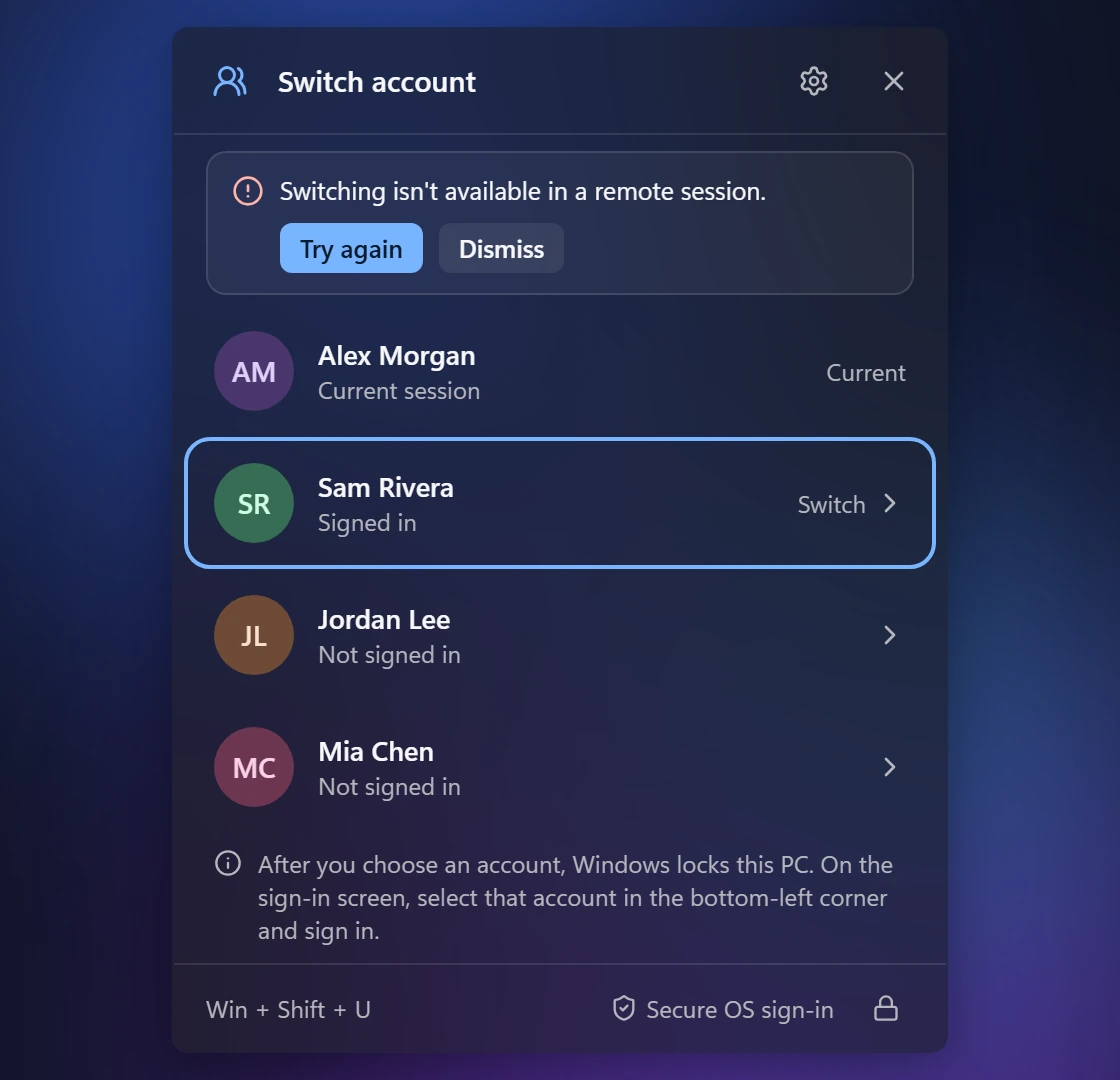 Switch account
Switching isn't available in a remote session.
Try again
Dismiss
AM
Alex Morgan
Current session
Current
SR
Sam Rivera
Signed in
Switch
JL
Jordan Lee
Not signed in
MC
Mia Chen
Not signed in
After you choose an account, Windows locks this PC. On the
sign-in screen, select that account in the bottom-left corner
and sign in.
Win + Shift + U
Secure OS sign-in